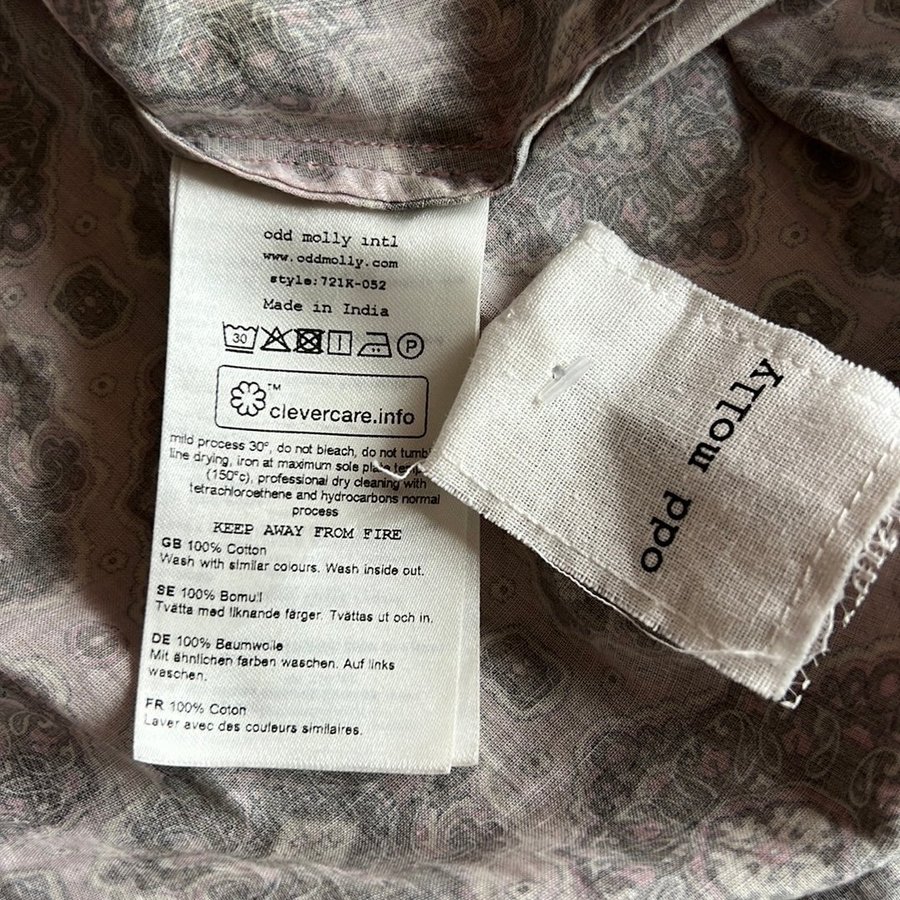 odd molly intl
www.oddmolly.com
style:721K-052
Made in India
30 P
™
clevercare.info
mild process 30°, do not bleach, do not tumb
line drying, iron at maximum sole plate temp
(150°c), professional dry cleaning with
tetrachloroethene and hydrocarbons normal
process
KEEP AWAY FROM FIRE
GB 100% Cotton
Wash with similar colours. Wash inside out.
SE 100% Bomull
Tvätta med liknande färger. Tvättas ut och in.
DE 100% Baumwolle
Mit ähnlichen farben waschen. Auf links
waschen.
FR 100% Coton
Laver avec des couleurs similaires.
odd molly